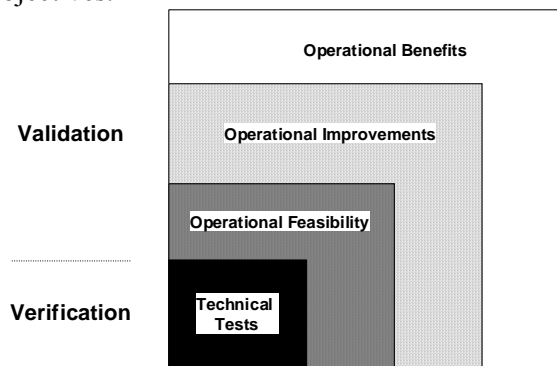 Operational Benefits
Validation
Operational Improvements
Operational Feasibility
Verification
Technical
Tests